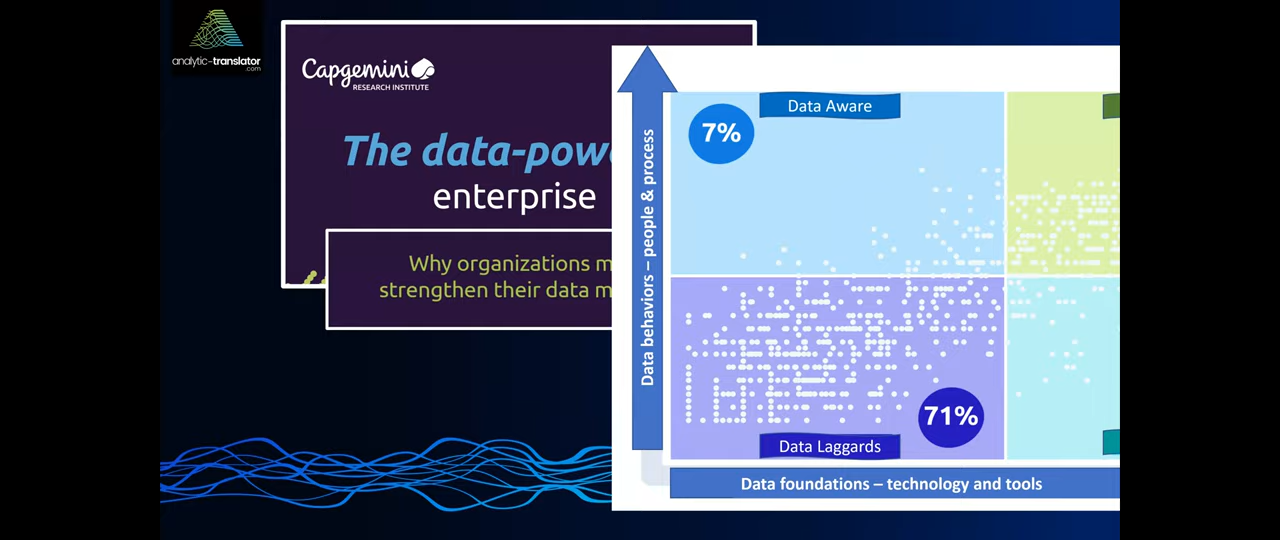 analytic-translator
.com
Capgemini
RESEARCH INSTITUTE
The data-pow
enterprise
Why organizations m
strengthen their data m
Data behaviors – people & process
Data Aware
7%
71%
Data Laggards
Data foundations – technology and tools